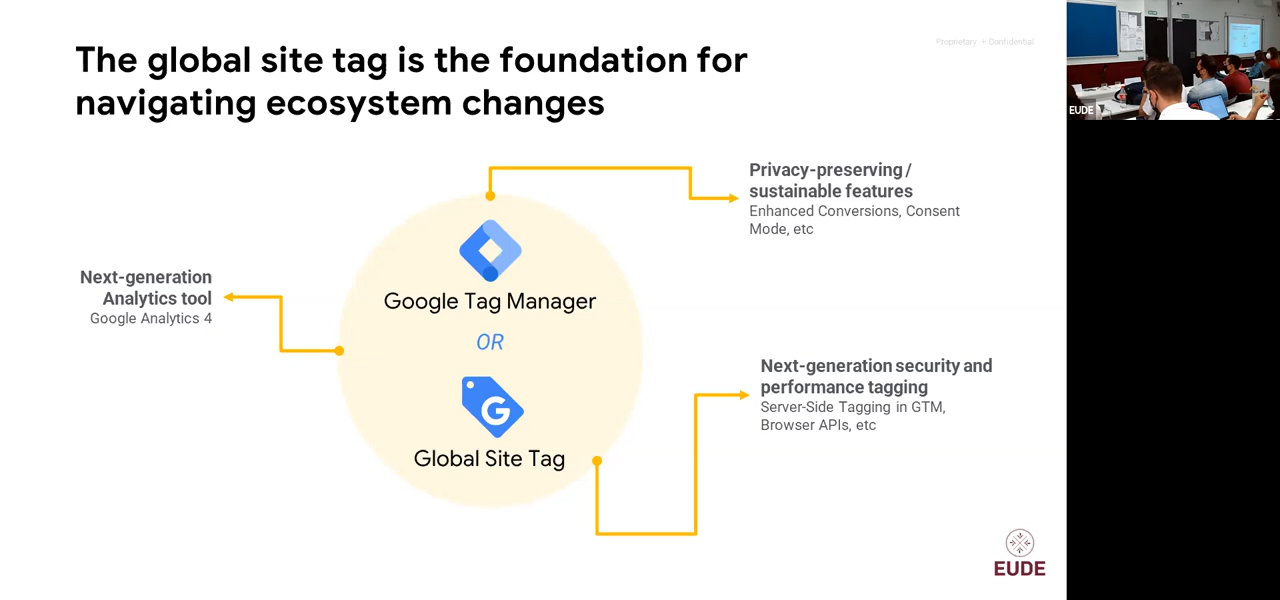 Proprietary + Confidential
The global site tag is the foundation for
navigating ecosystem changes
EUDE
Privacy-preserving /
sustainable features
Enhanced Conversions, Consent
Mode, etc
Next-generation
Analytics tool
Google Analytics 4
Google Tag Manager
OR
G
Global Site Tag
Next-generation security and
performance tagging
Server-Side Tagging in GTM,
Browser APIs, etc
EUDE